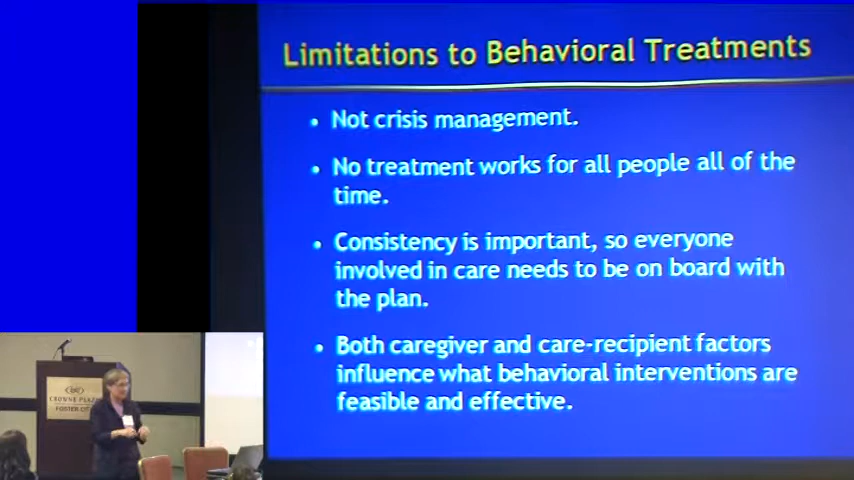 Limitations to Behavioral Treatments
• Not crisis management.
• No treatment works for all people all of the
time.
• Consistency is important, so everyone
involved in care needs to be on board with
the plan.
• Both caregiver and care-recipient factors
influence what behavioral interventions are
feasible and effective.
CROWNE PLAZA
FOSTER